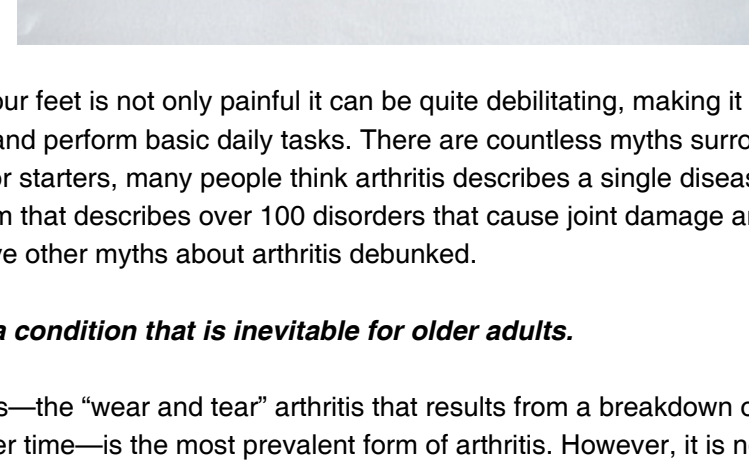 our feet is not only painful it can be quite debilitating, making it
and perform basic daily tasks. There are countless myths surro
or starters, many people think arthritis describes a single diseas
m that describes over 100 disorders that cause joint damage a
ve other myths about arthritis debunked.
a condition that is inevitable for older adults.
s—the “wear and tear” arthritis that results from a breakdown o
er time—is the most prevalent form of arthritis. However, it is n